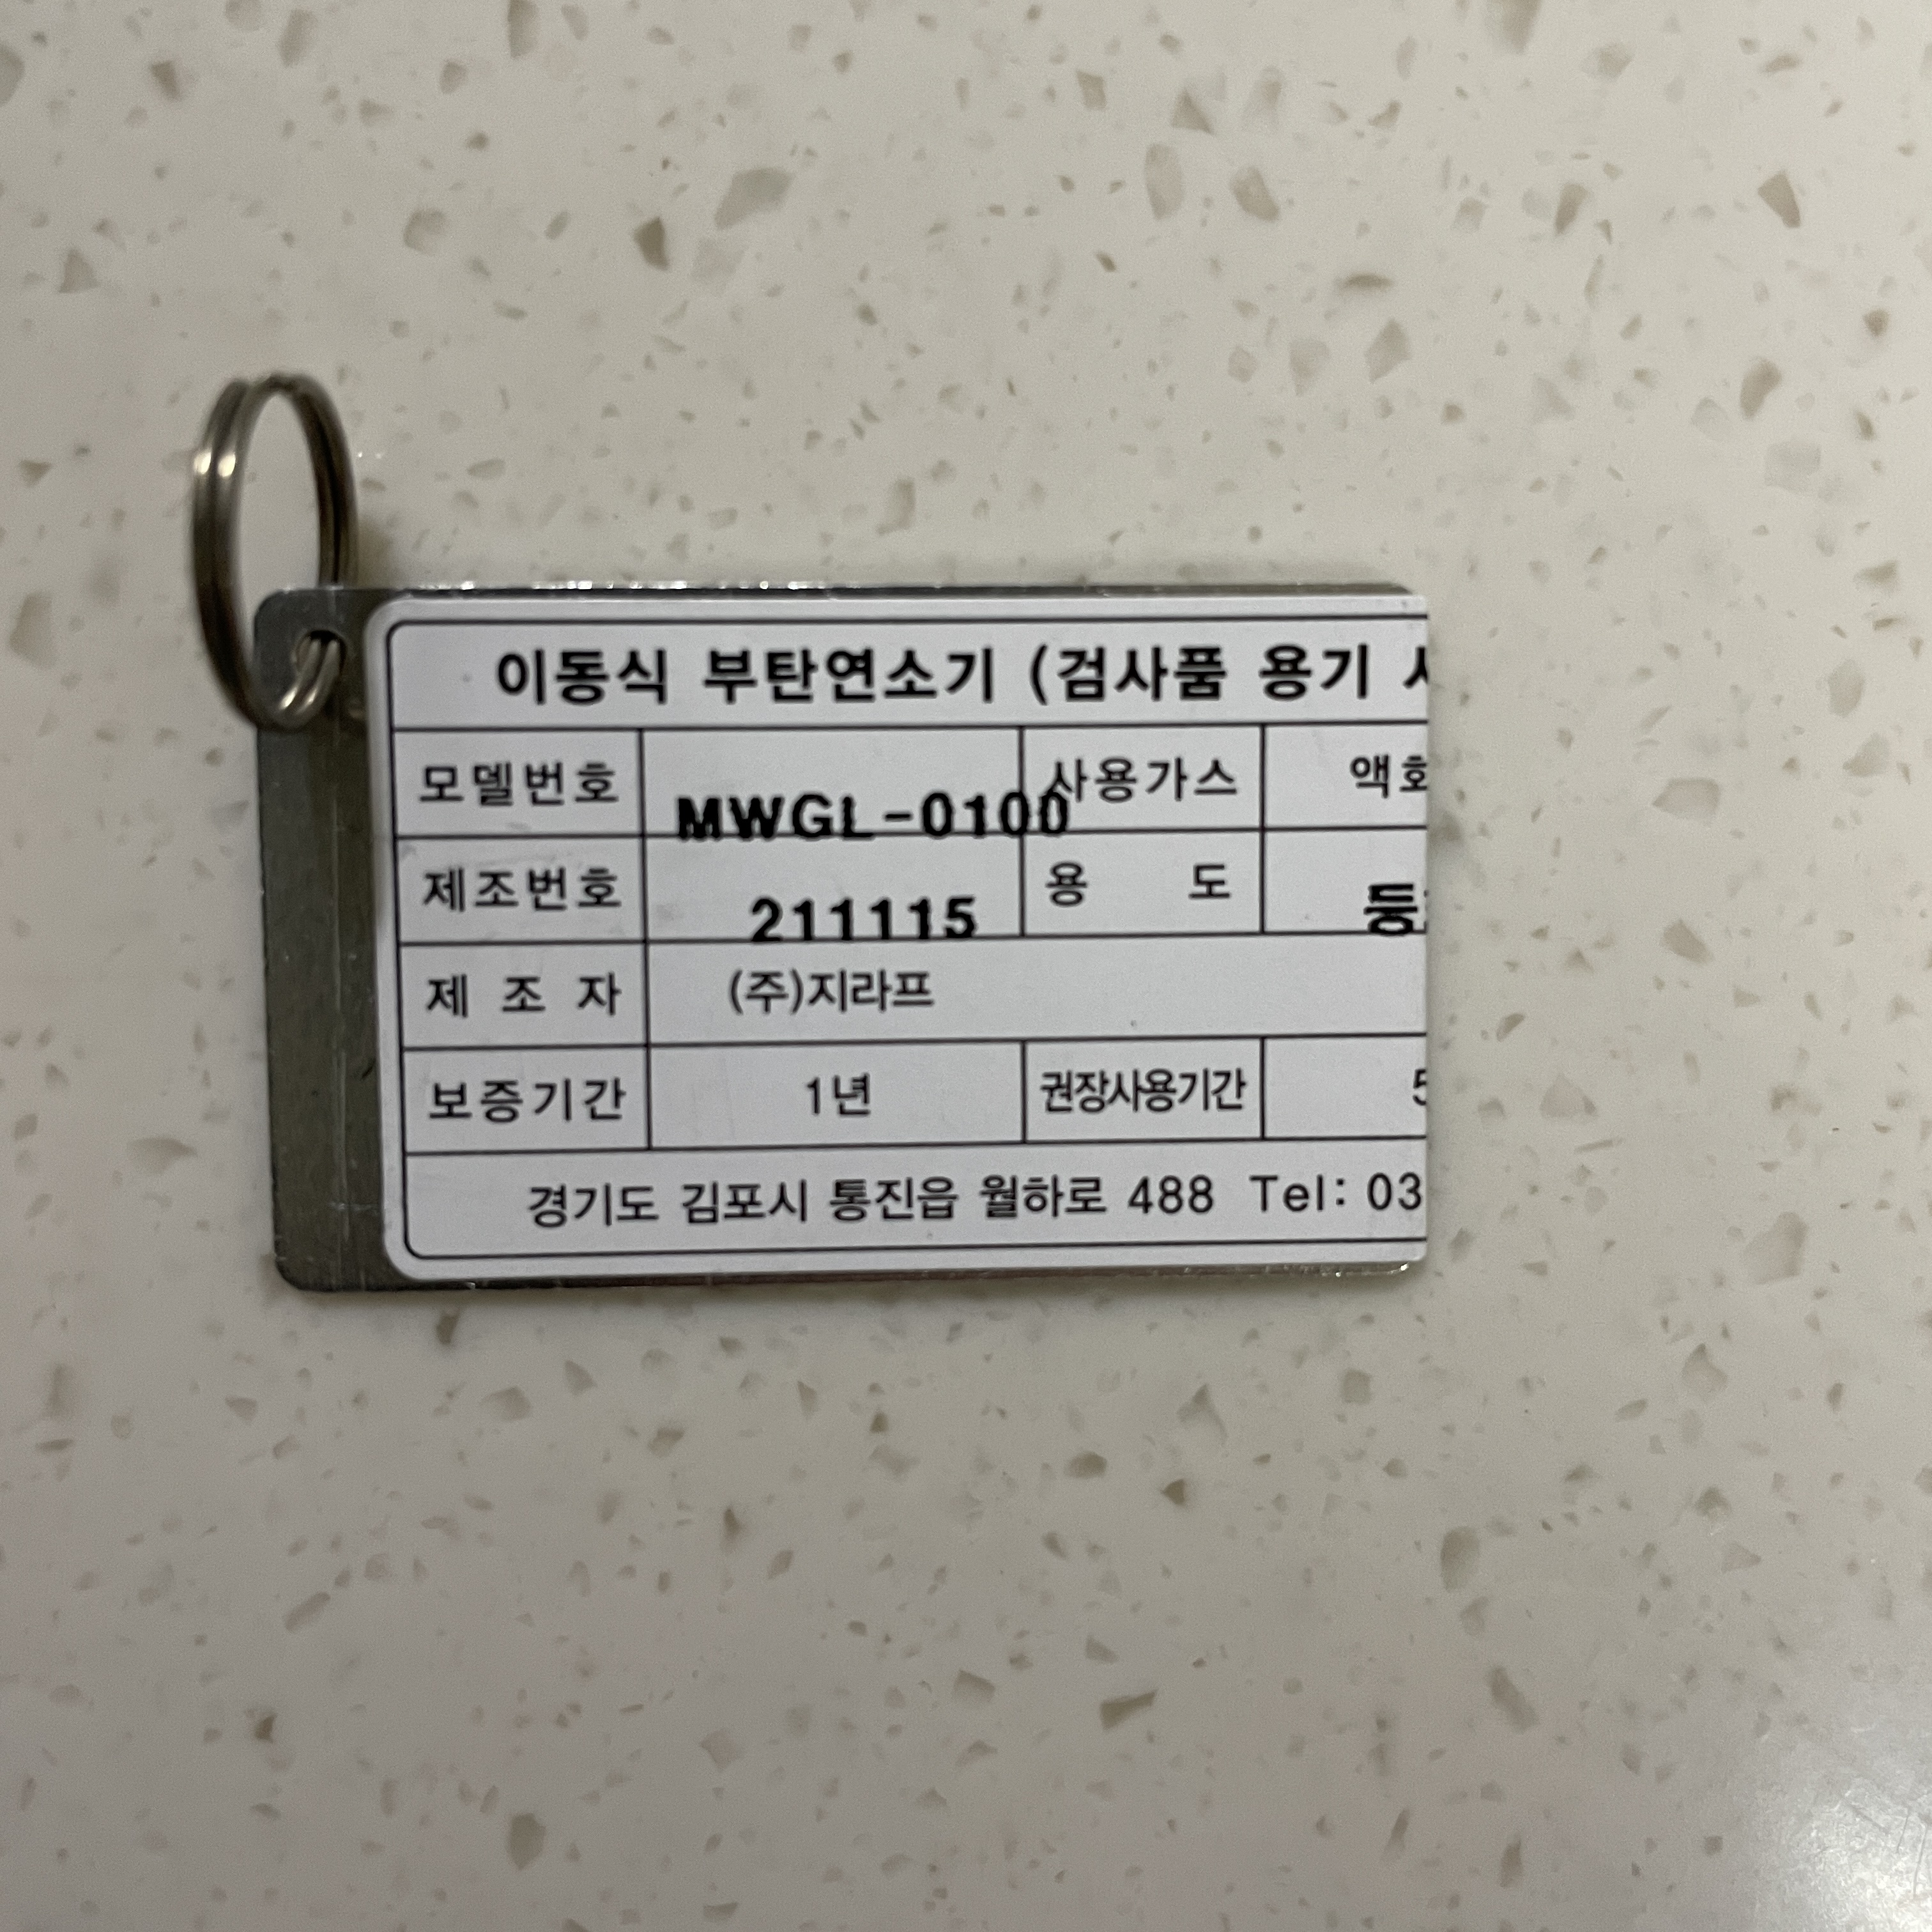 이동식 부탄연소기 (검사품 용기
모델번호 MWGL-0100 사용가스
제조번호 211115 용 도
제 조 자 (주)지라프
보증기간 1년 권장사용기간 5
경기도 김포시 통진읍 월하로 488 Tel: 03